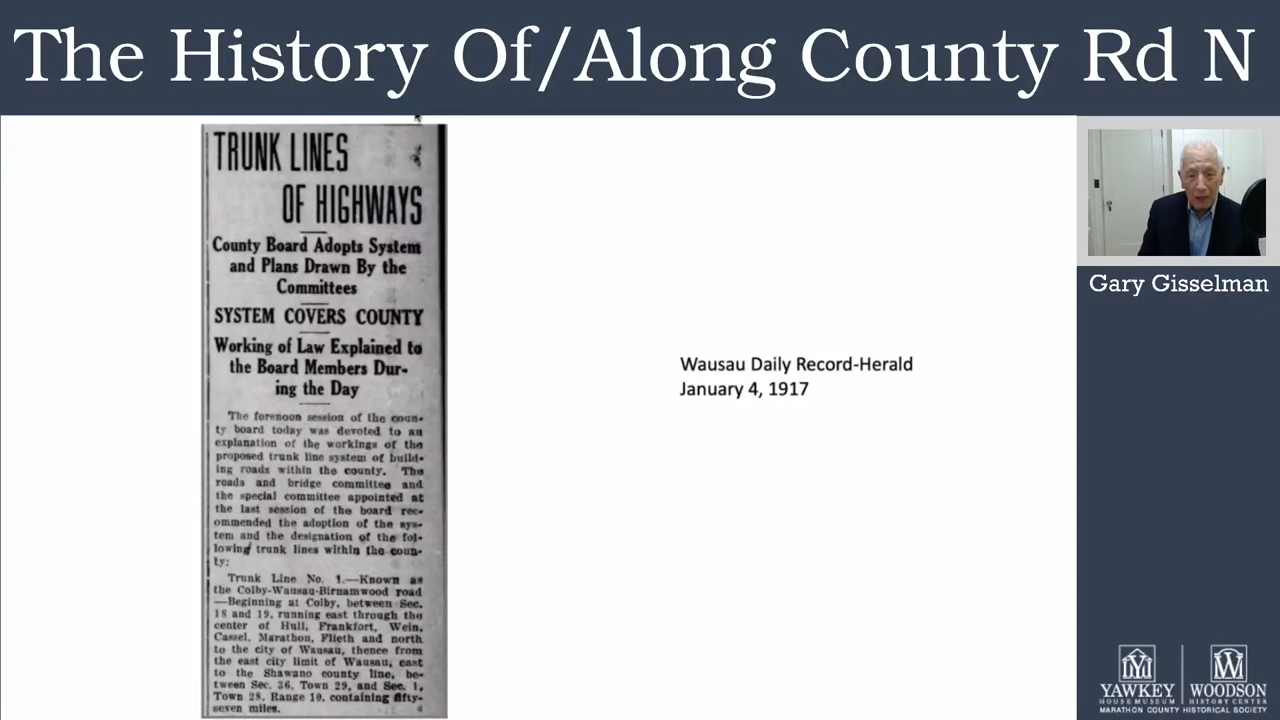 The History Of/Along County Rd N
TRUNK LINES
OF HIGHWAYS
County Board Adopts System
and Plans Drawn By the
Committees
SYSTEM COVERS COUNTY
Working of Law Explained to
the Board Members Dur-
ing the Day
The forenoon session of the coun-
ty board today was devoted to an
explanation of the workings of the
proposed trunk line system of build-
ing roads within the county. The
roads and bridge committee and
the special committee appointed at
the last session of the board rec-
ommended the adoption of the sys-
tem and the designation of the fol-
lowing trunk lines within the coun-
ty:
Trunk Line No. 1.—Known as
the Colby-Wausau-Birnamwood road
—Beginning at Colby, between Sec.
18 and 19, running east through the
center of Hull, Frankfort, Wein,
Cassel, Marathon, Flieth and north
to the city of Wausau, thence from
the east city limit of Wausau, east
to the Shawano county line, be-
tween Sec. 36, Town 29, and Sec. 1,
Town 28, Range 10, containing fifty-
seven miles.
Wausau Daily Record-Herald
January 4, 1917
Gary Gisselman
YAWKEY
HOUSE MUSEUM
WOODSON
HISTORY CENTER
MARATHON COUNTY HISTORICAL SOCIETY